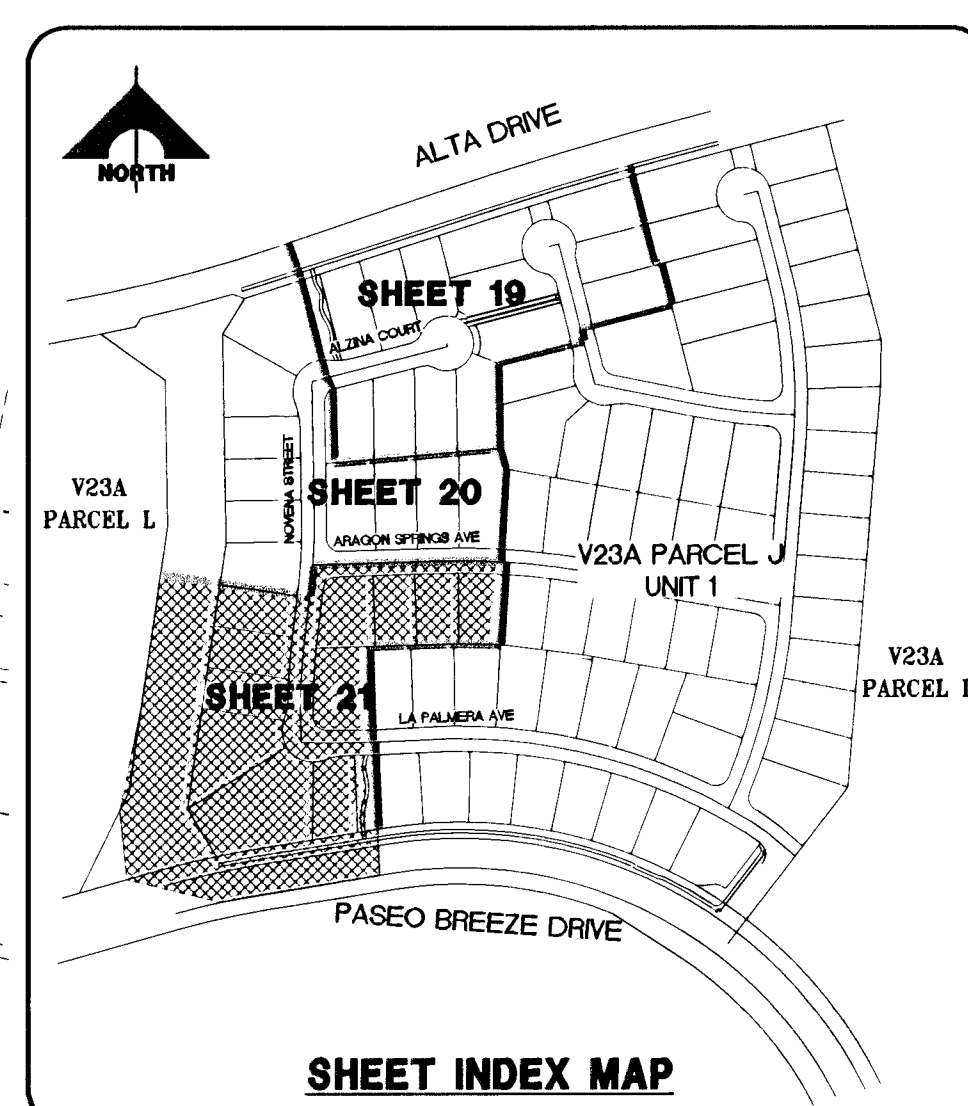 NORTH
ALTA DRIVE
SHEET 19
ALZINA COURT
NOVENA STREET
V23A
PARCEL L
SHEET 20
ARAGON SPRINGS AVE
V23A PARCEL J
UNIT 1
V23A
PARCEL I
SHEET 21
LA PALMERA AVE
PASEO BREEZE DRIVE
SHEET INDEX MAP